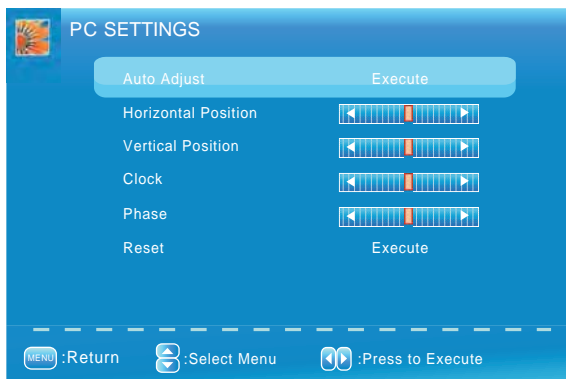 PC SETTINGS
Auto Adjust Execute
Horizontal Position
Vertical Position
Clock
Phase
Reset Execute
MENU :Return :Select Menu :Press to Execute